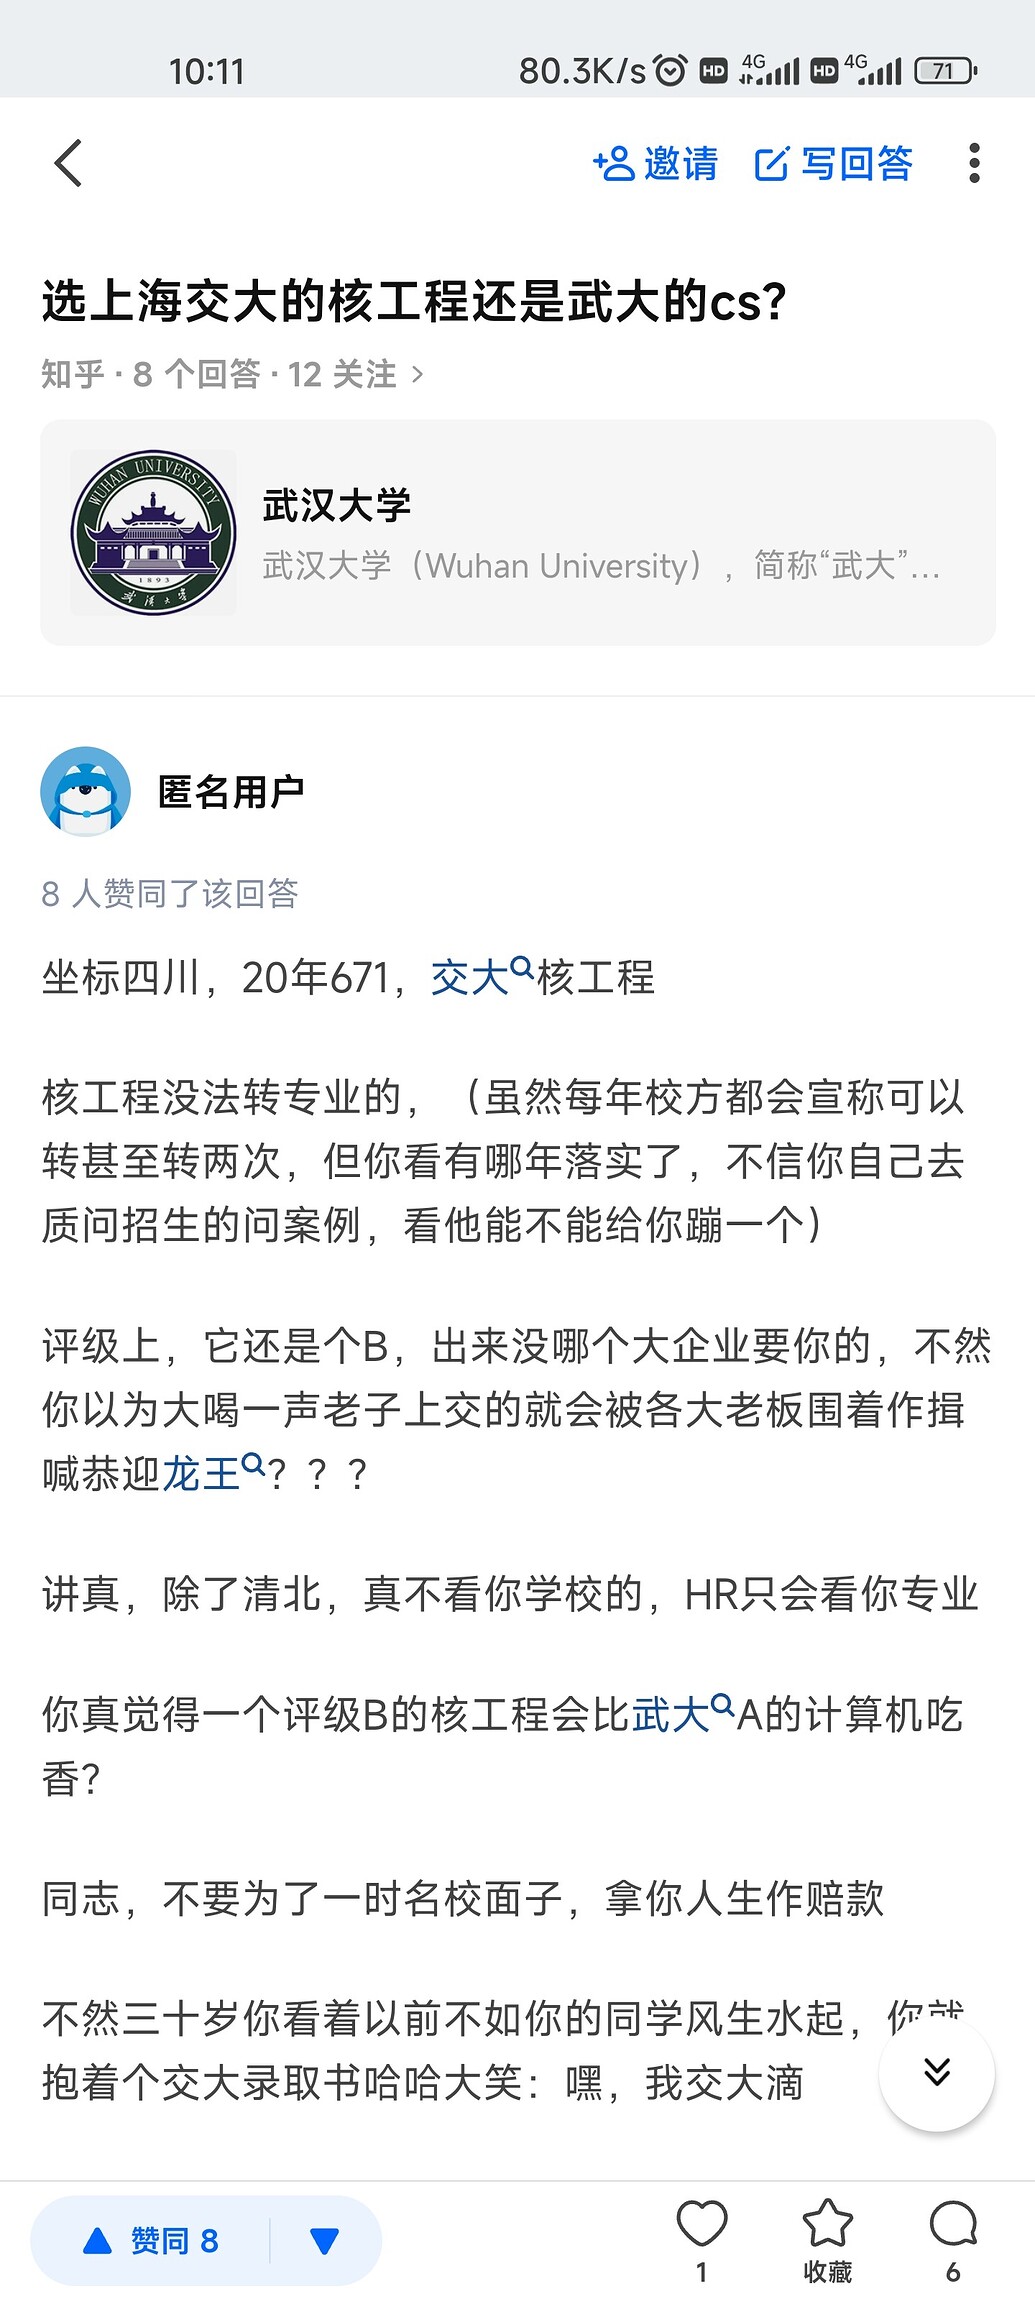 10:11
80.3K/s HD 4G HD 4G 71
邀请 写回答
选上海交大的核工程还是武大的cs?
知乎 · 8 个回答 · 12 关注 >
WUHAN UNIVERSITY
1893
武汉大学
武汉大学
武汉大学（Wuhan University），简称“武大”...
匿名用户
8 人赞同了该回答
坐标四川，20年671，交大核工程
核工程没法转专业的，（虽然每年校方都会宣称可以
转甚至转两次，但你看有哪年落实了，不信你自己去
质问招生的问案例，看他能不能给你蹦一个）
评级上，它还是个B，出来没哪个大企业要你的，不然
你以为大喝一声老子上交的就会被各大老板围着作揖
喊恭迎龙王？？？
讲真，除了清北，真不看你学校的，HR只会看你专业
你真觉得一个评级B的核工程会比武大A的计算机吃
香?
同志，不要为了一时名校面子，拿你人生作赔款
不然三十岁你看着以前不如你的同学风生水起，你就
抱着个交大录取书哈哈大笑：嘿，我交大滴
赞同 8
1 收藏 6